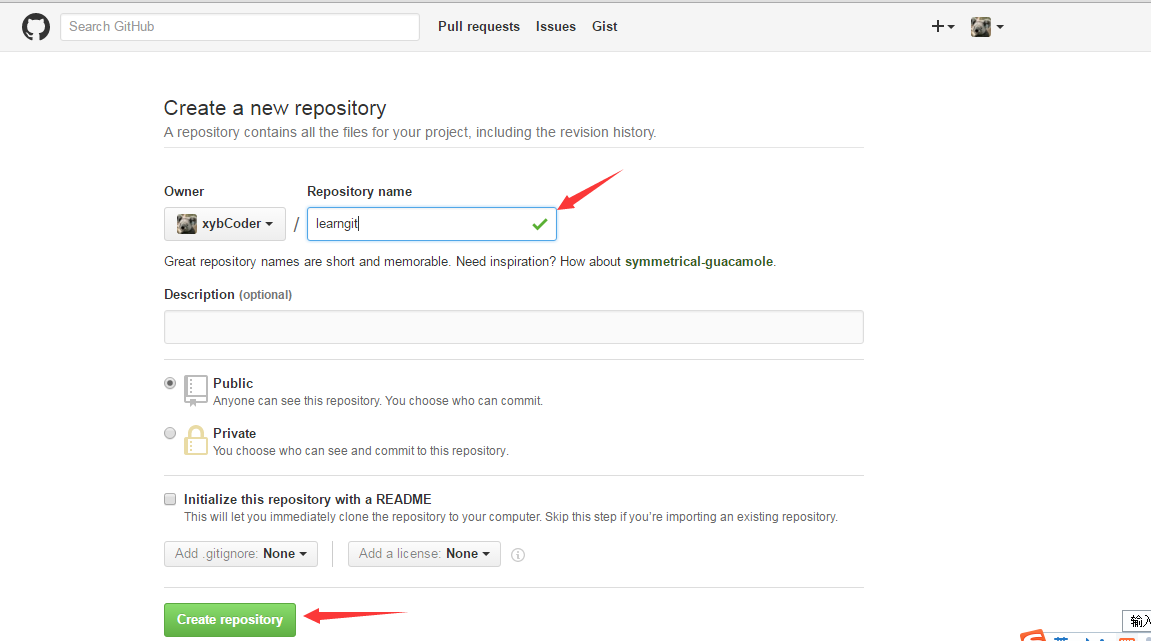 Search GitHub Pull requests Issues Gist
Create a new repository
A repository contains all the files for your project, including the revision history.
Owner Repository name
xybCoder / learngit
Great repository names are short and memorable. Need inspiration? How about symmetrical-guacamole.
Description (optional)
Public
Anyone can see this repository. You choose who can commit.
Private
You choose who can see and commit to this repository.
Initialize this repository with a README
This will let you immediately clone the repository to your computer. Skip this step if you’re importing an existing repository.
Add .gitignore: None Add a license: None
Create repository